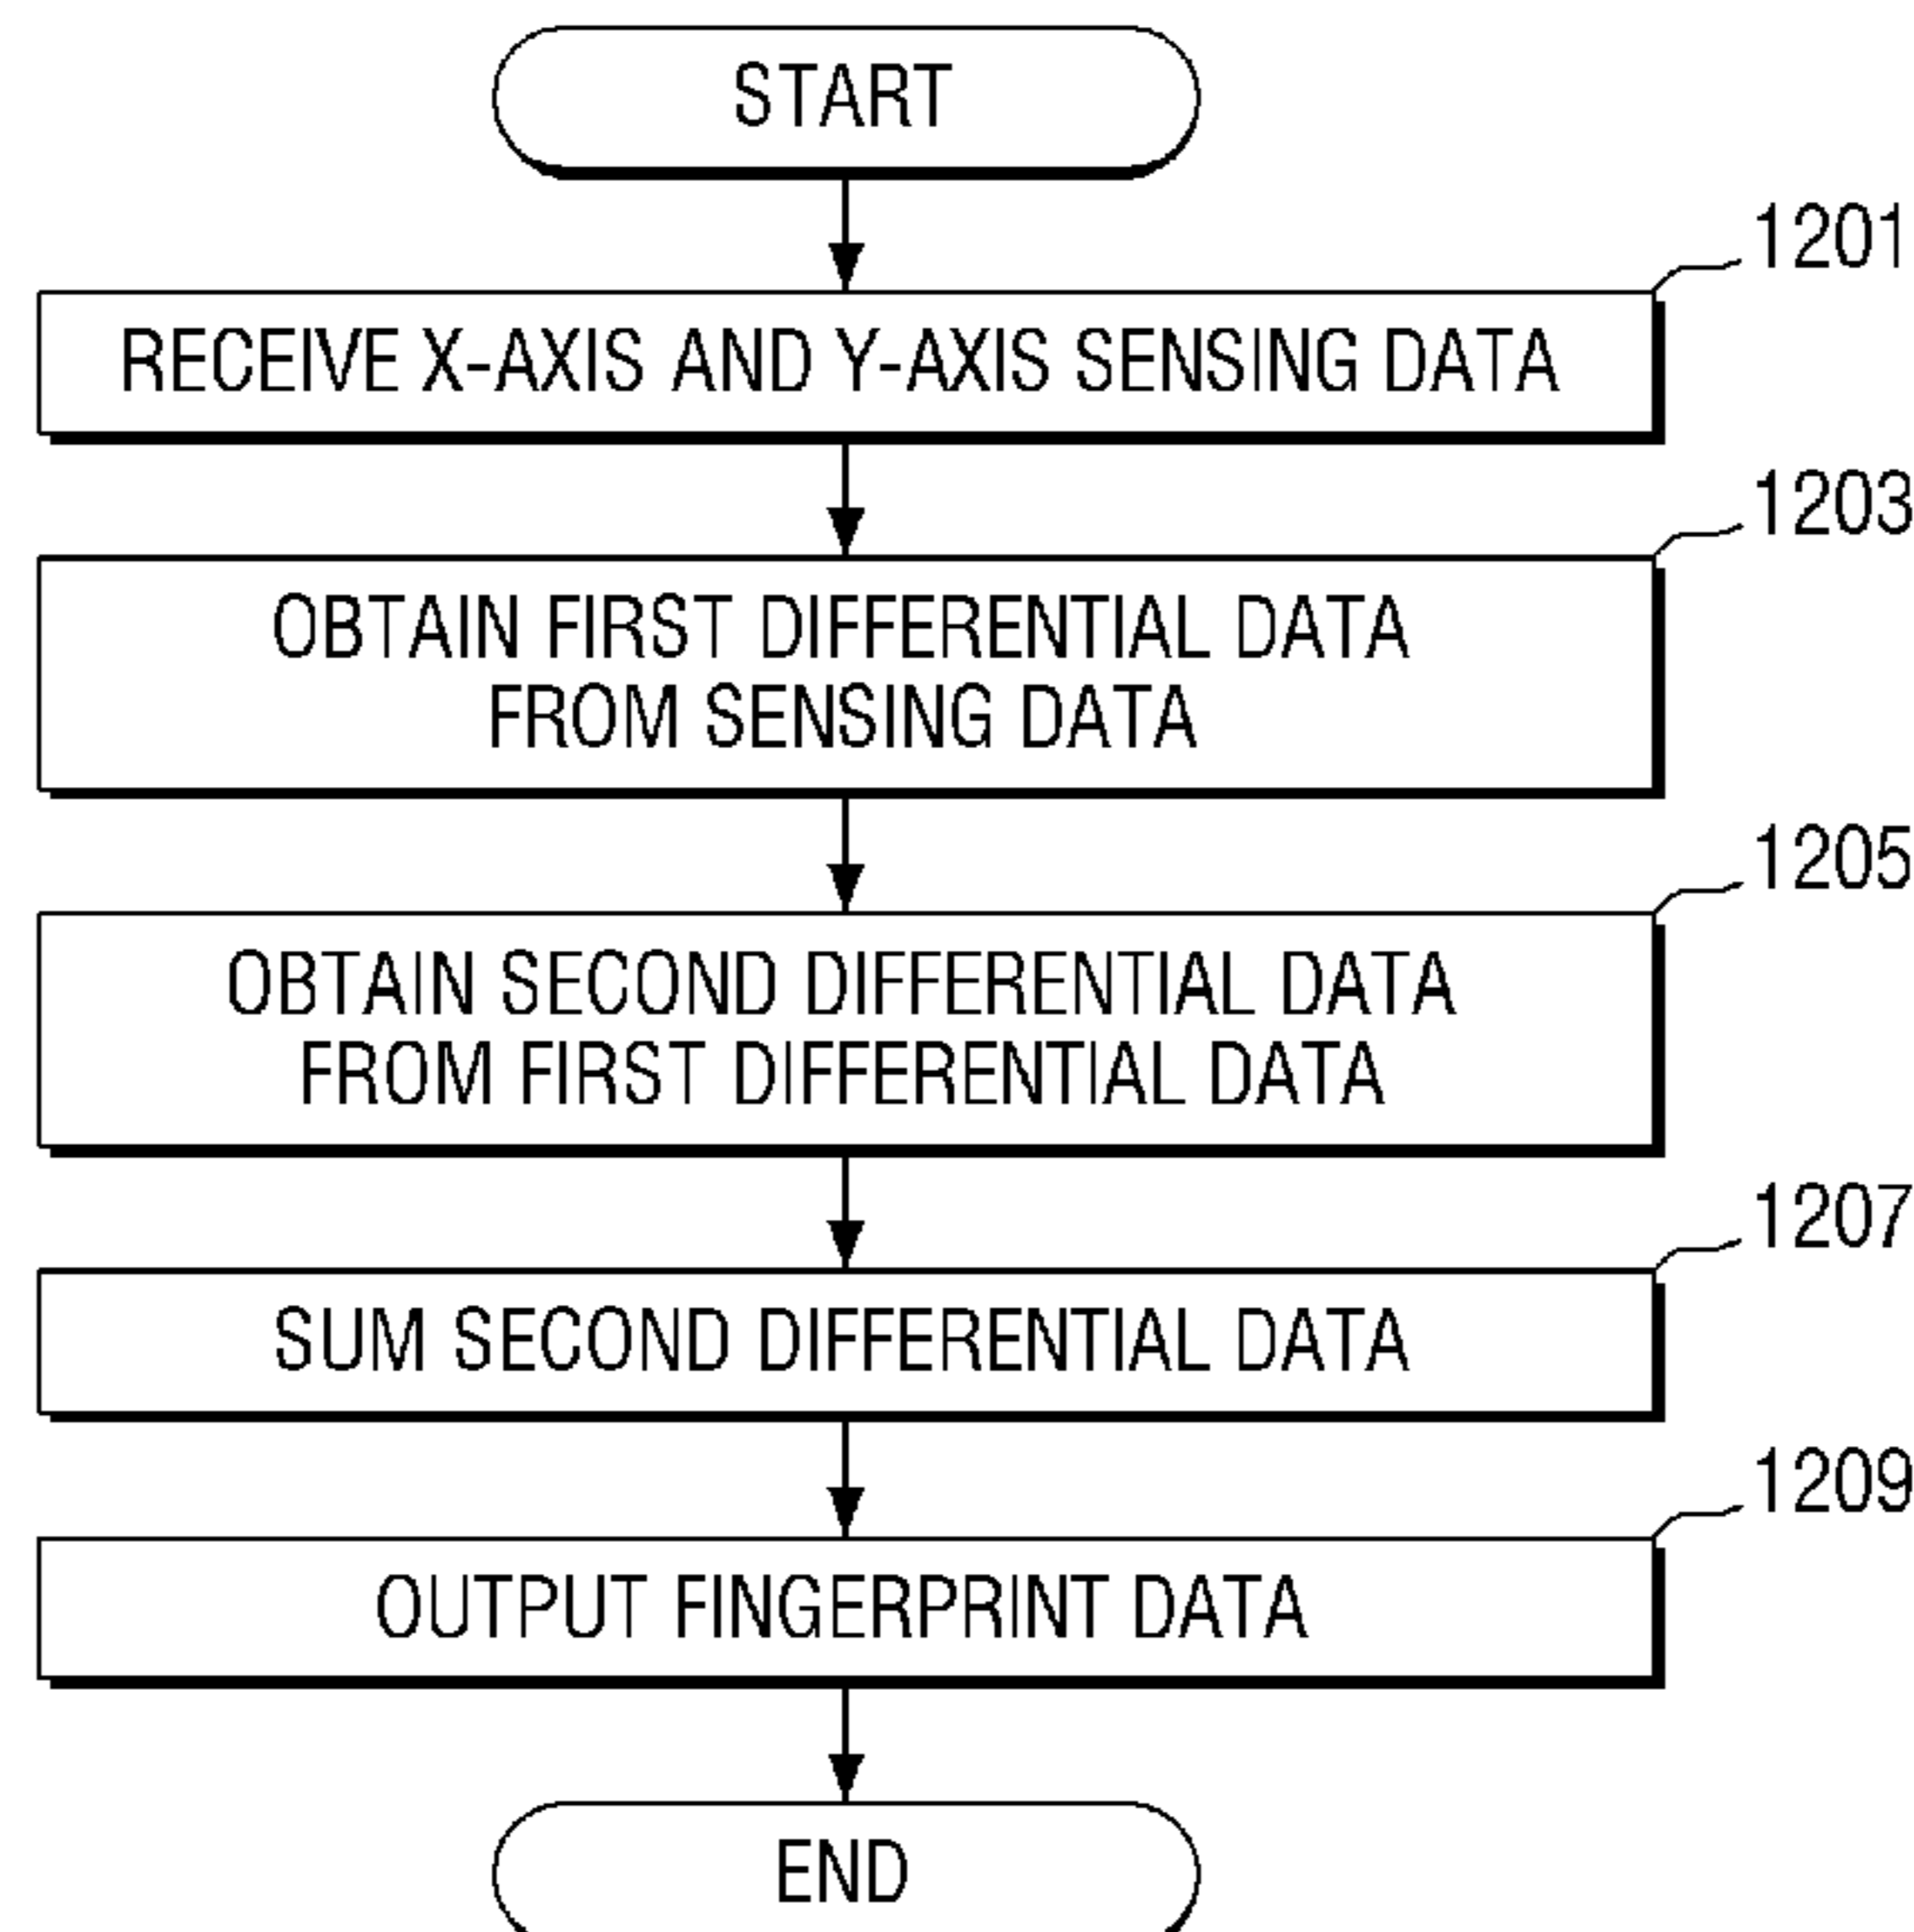 START
1201
RECEIVE X-AXIS AND Y-AXIS SENSING DATA
1203
OBTAIN FIRST DIFFERENTIAL DATA
FROM SENSING DATA
1205
OBTAIN SECOND DIFFERENTIAL DATA
FROM FIRST DIFFERENTIAL DATA
1207
SUM SECOND DIFFERENTIAL DATA
1209
OUTPUT FINGERPRINT DATA
END